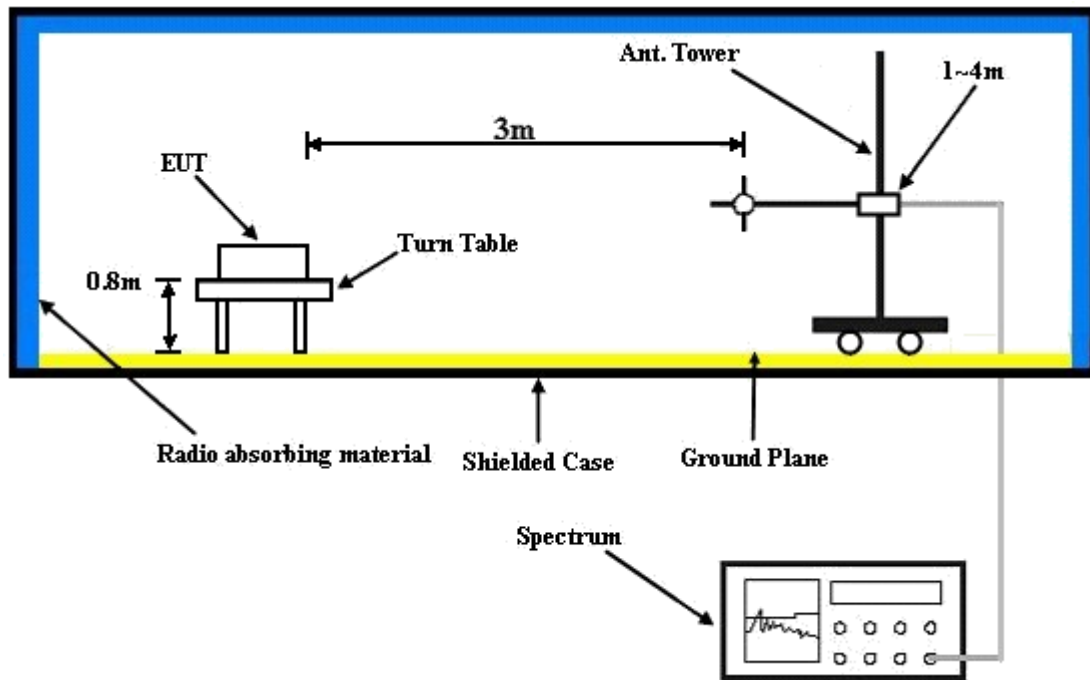 Ant. Tower
1~4m
3m
EUT
Turn Table
0.8m
Radio absorbing material
Shielded Case
Ground Plane
Spectrum